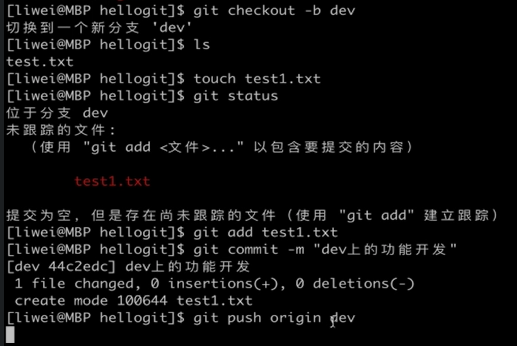 [liwei@MBP hellogit]$ git checkout -b dev
切换到一个新分支 'dev'
[liwei@MBP hellogit]$ ls
test.txt
[liwei@MBP hellogit]$ touch test1.txt
[liwei@MBP hellogit]$ git status
位于分支 dev
未跟踪的文件:
（使用 "git add <文件>..." 以包含要提交的内容）
test1.txt
提交为空，但是存在尚未跟踪的文件（使用 "git add" 建立跟踪）
[liwei@MBP hellogit]$ git add test1.txt
[liwei@MBP hellogit]$ git commit -m "dev上的功能开发"
[dev 44c2edc] dev上的功能开发
1 file changed, 0 insertions(+), 0 deletions(-)
create mode 100644 test1.txt
[liwei@MBP hellogit]$ git push origin dev